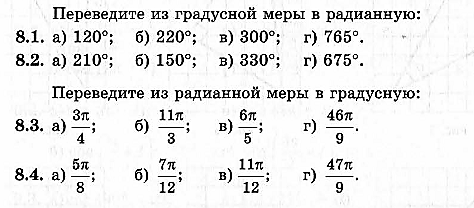 Переведите из градусной меры в радианную:
8.1. а) 120°; б) 220°; в) 300°; г) 765°.
8.2. а) 210°; б) 150°; в) 330°; г) 675°.
Переведите из радианной меры в градусную:
8.3. а) 3π/4; б) 11π/3; в) 6π/5; г) 46π/9.
8.4. а) 5π/8; б) 7π/12; в) 11π/12; г) 47π/9.